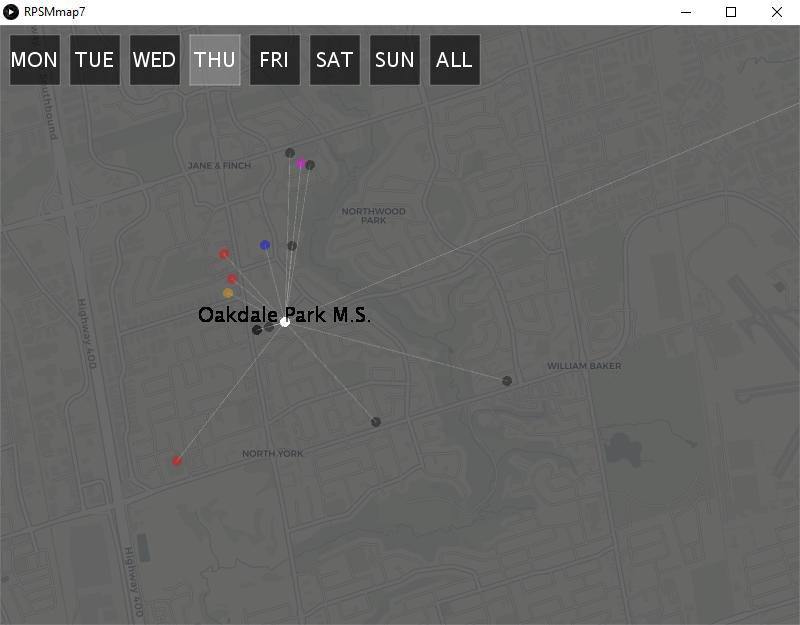 RPSMmap7
MON TUE WED THU FRI SAT SUN ALL
Southbound
JANE & FINCH
NORTHWOOD
PARK
Highway 400
Oakdale Park M.S.
WILLIAM BAKER
NORTH YORK
Highway 400